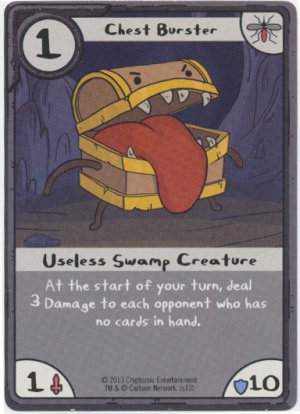 1
Chest Burster
Useless Swamp Creature
At the start of your turn, deal
3 Damage to each opponent who has
no cards in hand.
1
© 2013 Cryptozoic Entertainment
TM & © Cartoon Network.
10